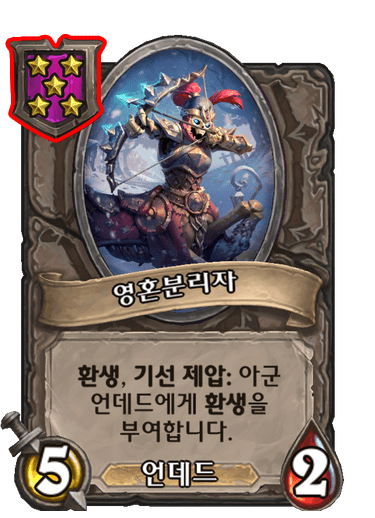 영혼분리자
환생, 기선 제압: 아군
언데드에게 환생을
부여합니다.
5
언데드
2